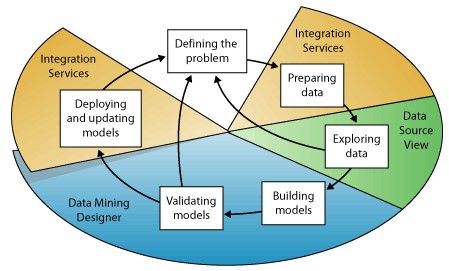 Defining the
problem
Integration
Services
Preparing
data
Data
Source
View
Exploring
data
Building
models
Validating
models
Data Mining
Designer
Deploying
and updating
models
Integration
Services